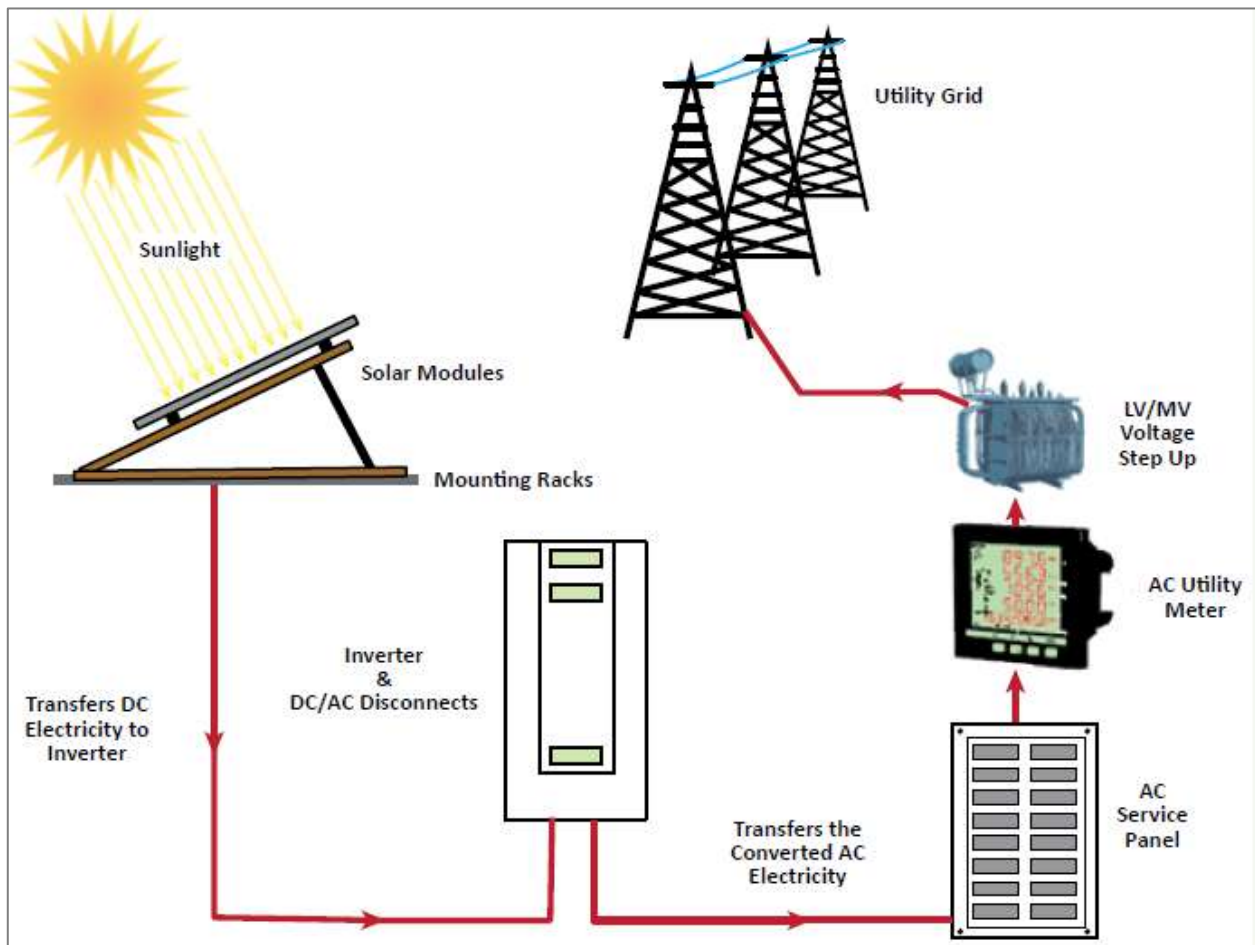 Utility Grid
Sunlight
Solar Modules
Mounting Racks
LV/MV
Voltage
Step Up
AC Utility
Meter
Inverter
&
DC/AC Disconnects
Transfers DC
Electricity to
Inverter
AC
Service
Panel
Transfers the
Converted AC
Electricity